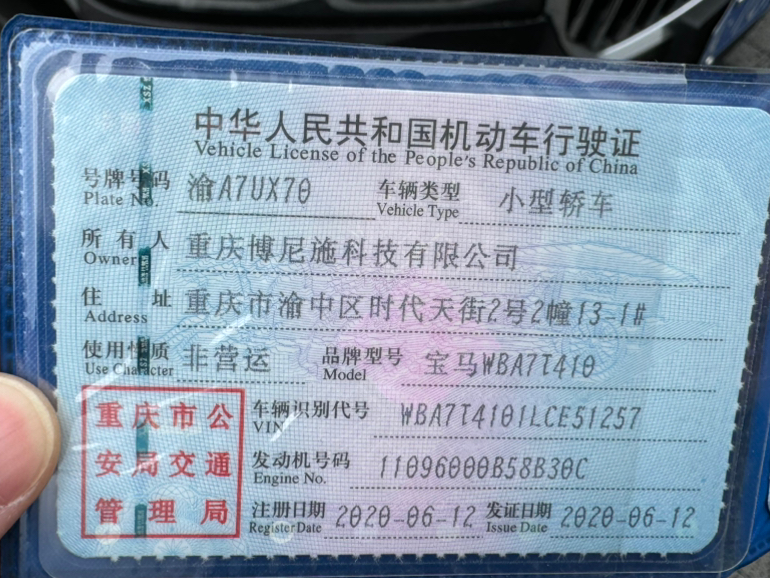 中华人民共和国机动车行驶证
Vehicle License of the People's Republic of China
号牌号码 渝A7UX70 车辆类型 小型轿车
Plate No. Vehicle Type
所有人 重庆博尼施科技有限公司
Owner
住址 重庆市渝中区时代天街2号2幢13-1#
Address
使用性质 非营运 品牌型号 宝马WBA7T410
Use Character Model
车辆识别代号 WBA7T4101LCE51257
VIN
发动机号码 11096000B58B30C
Engine No.
注册日期 2020-06-12 发证日期 2020-06-12
Register Date Issue Date
重庆市公
安局交通
管理局